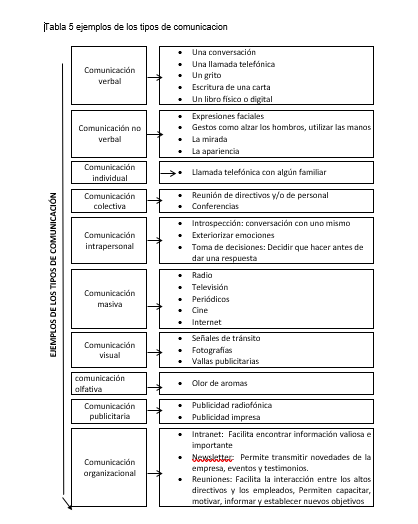 Tabla 5 ejemplos de los tipos de comunicacion
EJEMPLOS DE LOS TIPOS DE COMUNICACIÓN
Comunicación
verbal
• Una conversación
• Una llamada telefónica
• Un grito
• Escritura de una carta
• Un libro físico o digital
Comunicación no
verbal
• Expresiones faciales
• Gestos como alzar los hombros, utilizar las manos
• La mirada
• La apariencia
Comunicación
individual
• Llamada telefónica con algún familiar
Comunicación
colectiva
• Reunión de directivos y/o de personal
• Conferencias
Comunicación
intrapersonal
• Introspección: conversación con uno mismo
• Exteriorizar emociones
• Toma de decisiones: Decidir que hacer antes de
dar una respuesta
Comunicación
masiva
• Radio
• Televisión
• Periódicos
• Cine
• Internet
Comunicación
visual
• Señales de tránsito
• Fotografías
• Vallas publicitarias
comunicación
olfativa
• Olor de aromas
Comunicación
publicitaria
• Publicidad radiofónica
• Publicidad impresa
Comunicación
organizacional
• Intranet: Facilita encontrar información valiosa e
importante
• Newsletter: Permite transmitir novedades de la
empresa, eventos y testimonios.
• Reuniones: Facilita la interacción entre los altos
directivos y los empleados, Permiten capacitar,
motivar, informar y establecer nuevos objetivos